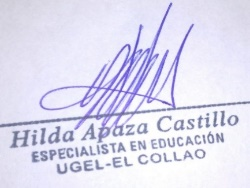 Hilda Apaza Castillo
ESPECIALISTA EN EDUCACIÓN
UGEL-EL COLLAO